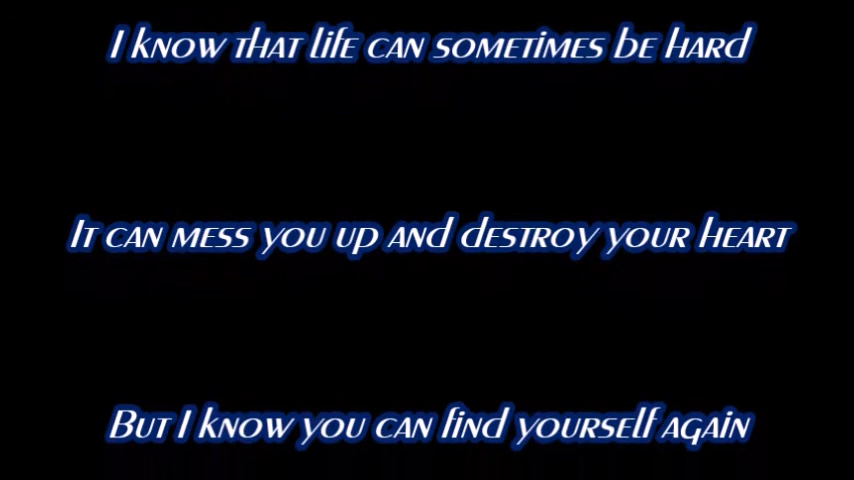 I know that life can sometimes be hard
It can mess you up and destroy your heart
But I know you can find yourself again